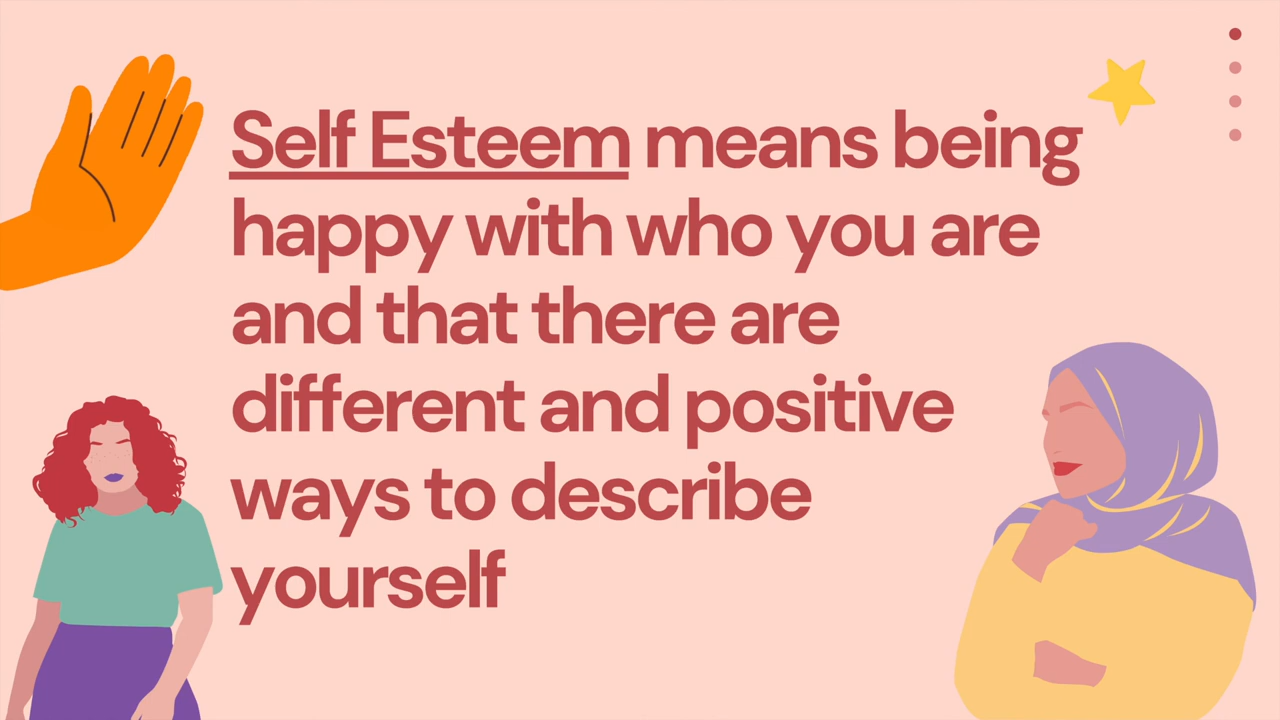 Self Esteem means being
happy with who you are
and that there are
different and positive
ways to describe
yourself